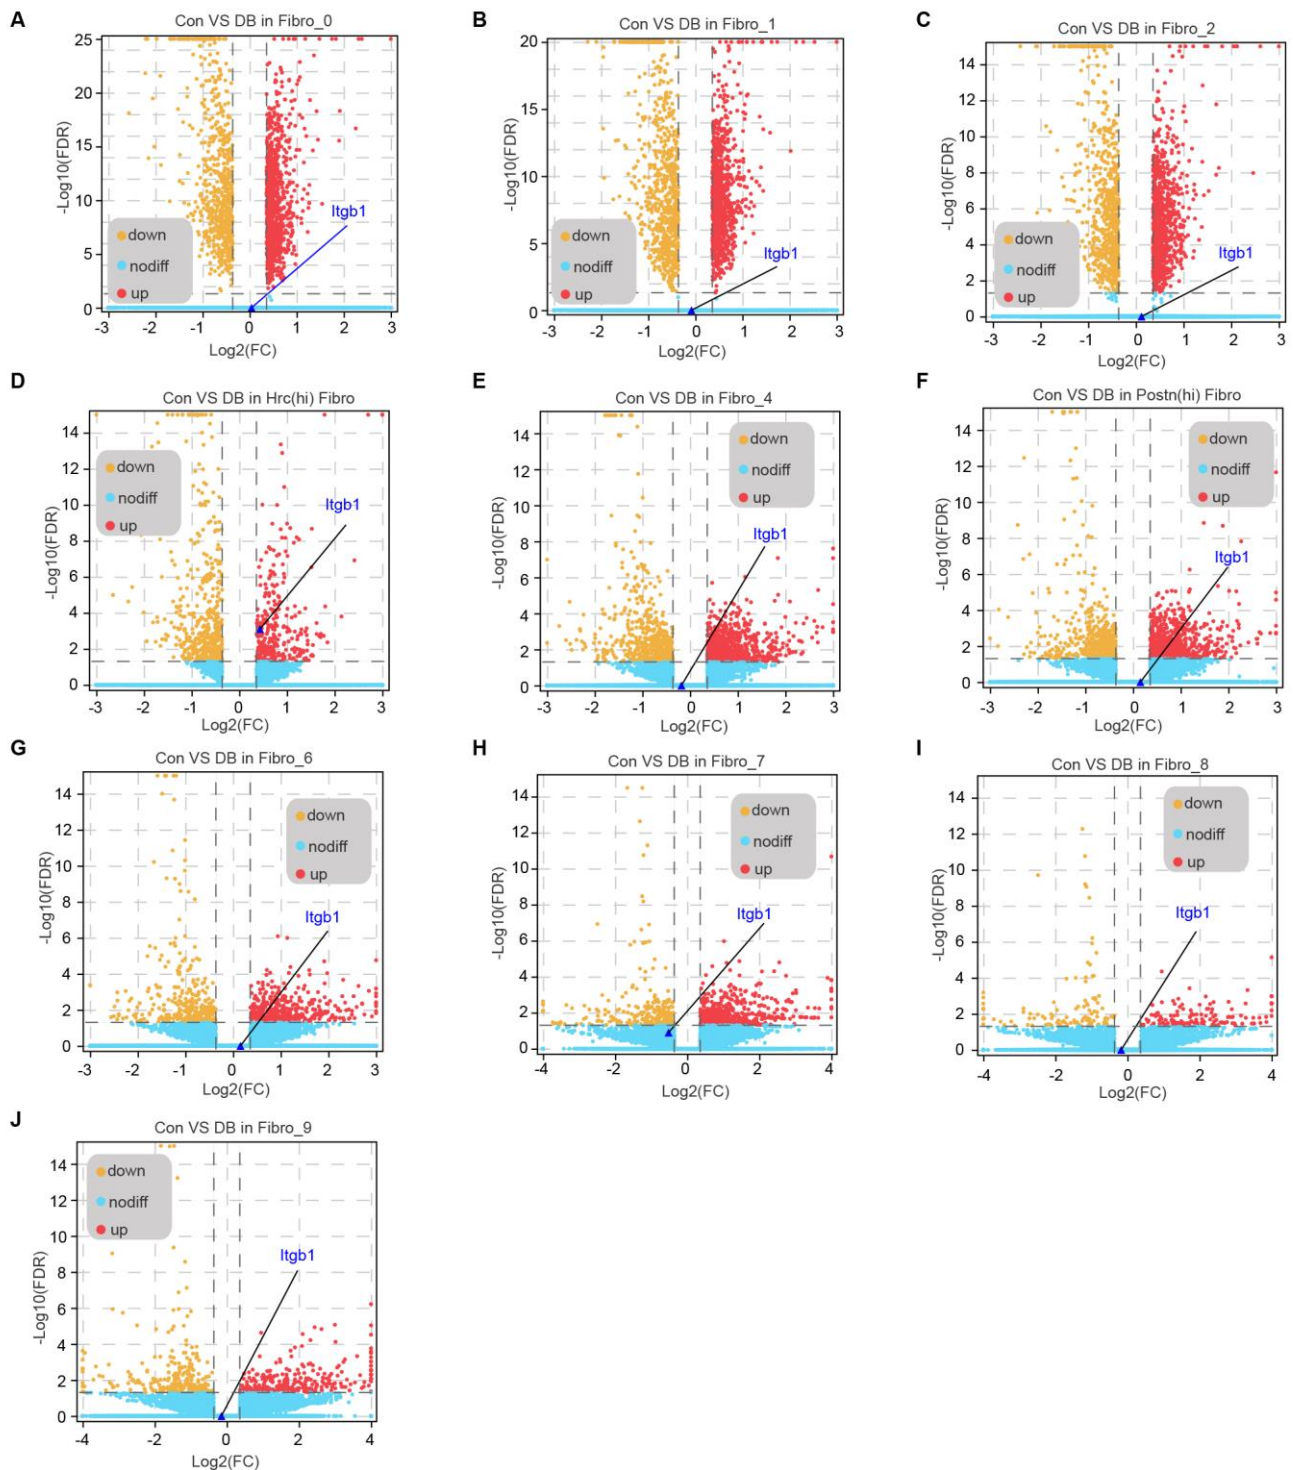 A
Con VS DB in Fibro_0
25
20
15
10
5
0
-Log10(FDR)
down
nodiff
up
Itgb1
-3 -2 -1 0 1 2 3
Log2(FC)
B
Con VS DB in Fibro_1
20
15
10
5
0
-Log10(FDR)
down
nodiff
up
Itgb1
-3 -2 -1 0 1 2 3
Log2(FC)
C
Con VS DB in Fibro_2
14
12
10
8
6
4
2
0
-Log10(FDR)
down
nodiff
up
Itgb1
-3 -2 -1 0 1 2 3
Log2(FC)
D
Con VS DB in Hrc(hi) Fibro
14
12
10
8
6
4
2
0
-Log10(FDR)
down
nodiff
up
Itgb1
-3 -2 -1 0 1 2 3
Log2(FC)
E
Con VS DB in Fibro_4
14
12
10
8
6
4
2
0
-Log10(FDR)
down
nodiff
up
Itgb1
-3 -2 -1 0 1 2 3
Log2(FC)
F
Con VS DB in Postn(hi) Fibro
14
12
10
8
6
4
2
0
-Log10(FDR)
down
nodiff
up
Itgb1
-3 -2 -1 0 1 2 3
Log2(FC)
G
Con VS DB in Fibro_6
14
12
10
8
6
4
2
0
-Log10(FDR)
down
nodiff
up
Itgb1
-3 -2 -1 0 1 2 3
Log2(FC)
H
Con VS DB in Fibro_7
14
12
10
8
6
4
2
0
-Log10(FDR)
down
nodiff
up
Itgb1
-4 -2 0 2 4
Log2(FC)
I
Con VS DB in Fibro_8
14
12
10
8
6
4
2
0
-Log10(FDR)
down
nodiff
up
Itgb1
-4 -2 0 2 4
Log2(FC)
J
Con VS DB in Fibro_9
14
12
10
8
6
4
2
0
-Log10(FDR)
down
nodiff
up
Itgb1
-4 -2 0 2 4
Log2(FC)